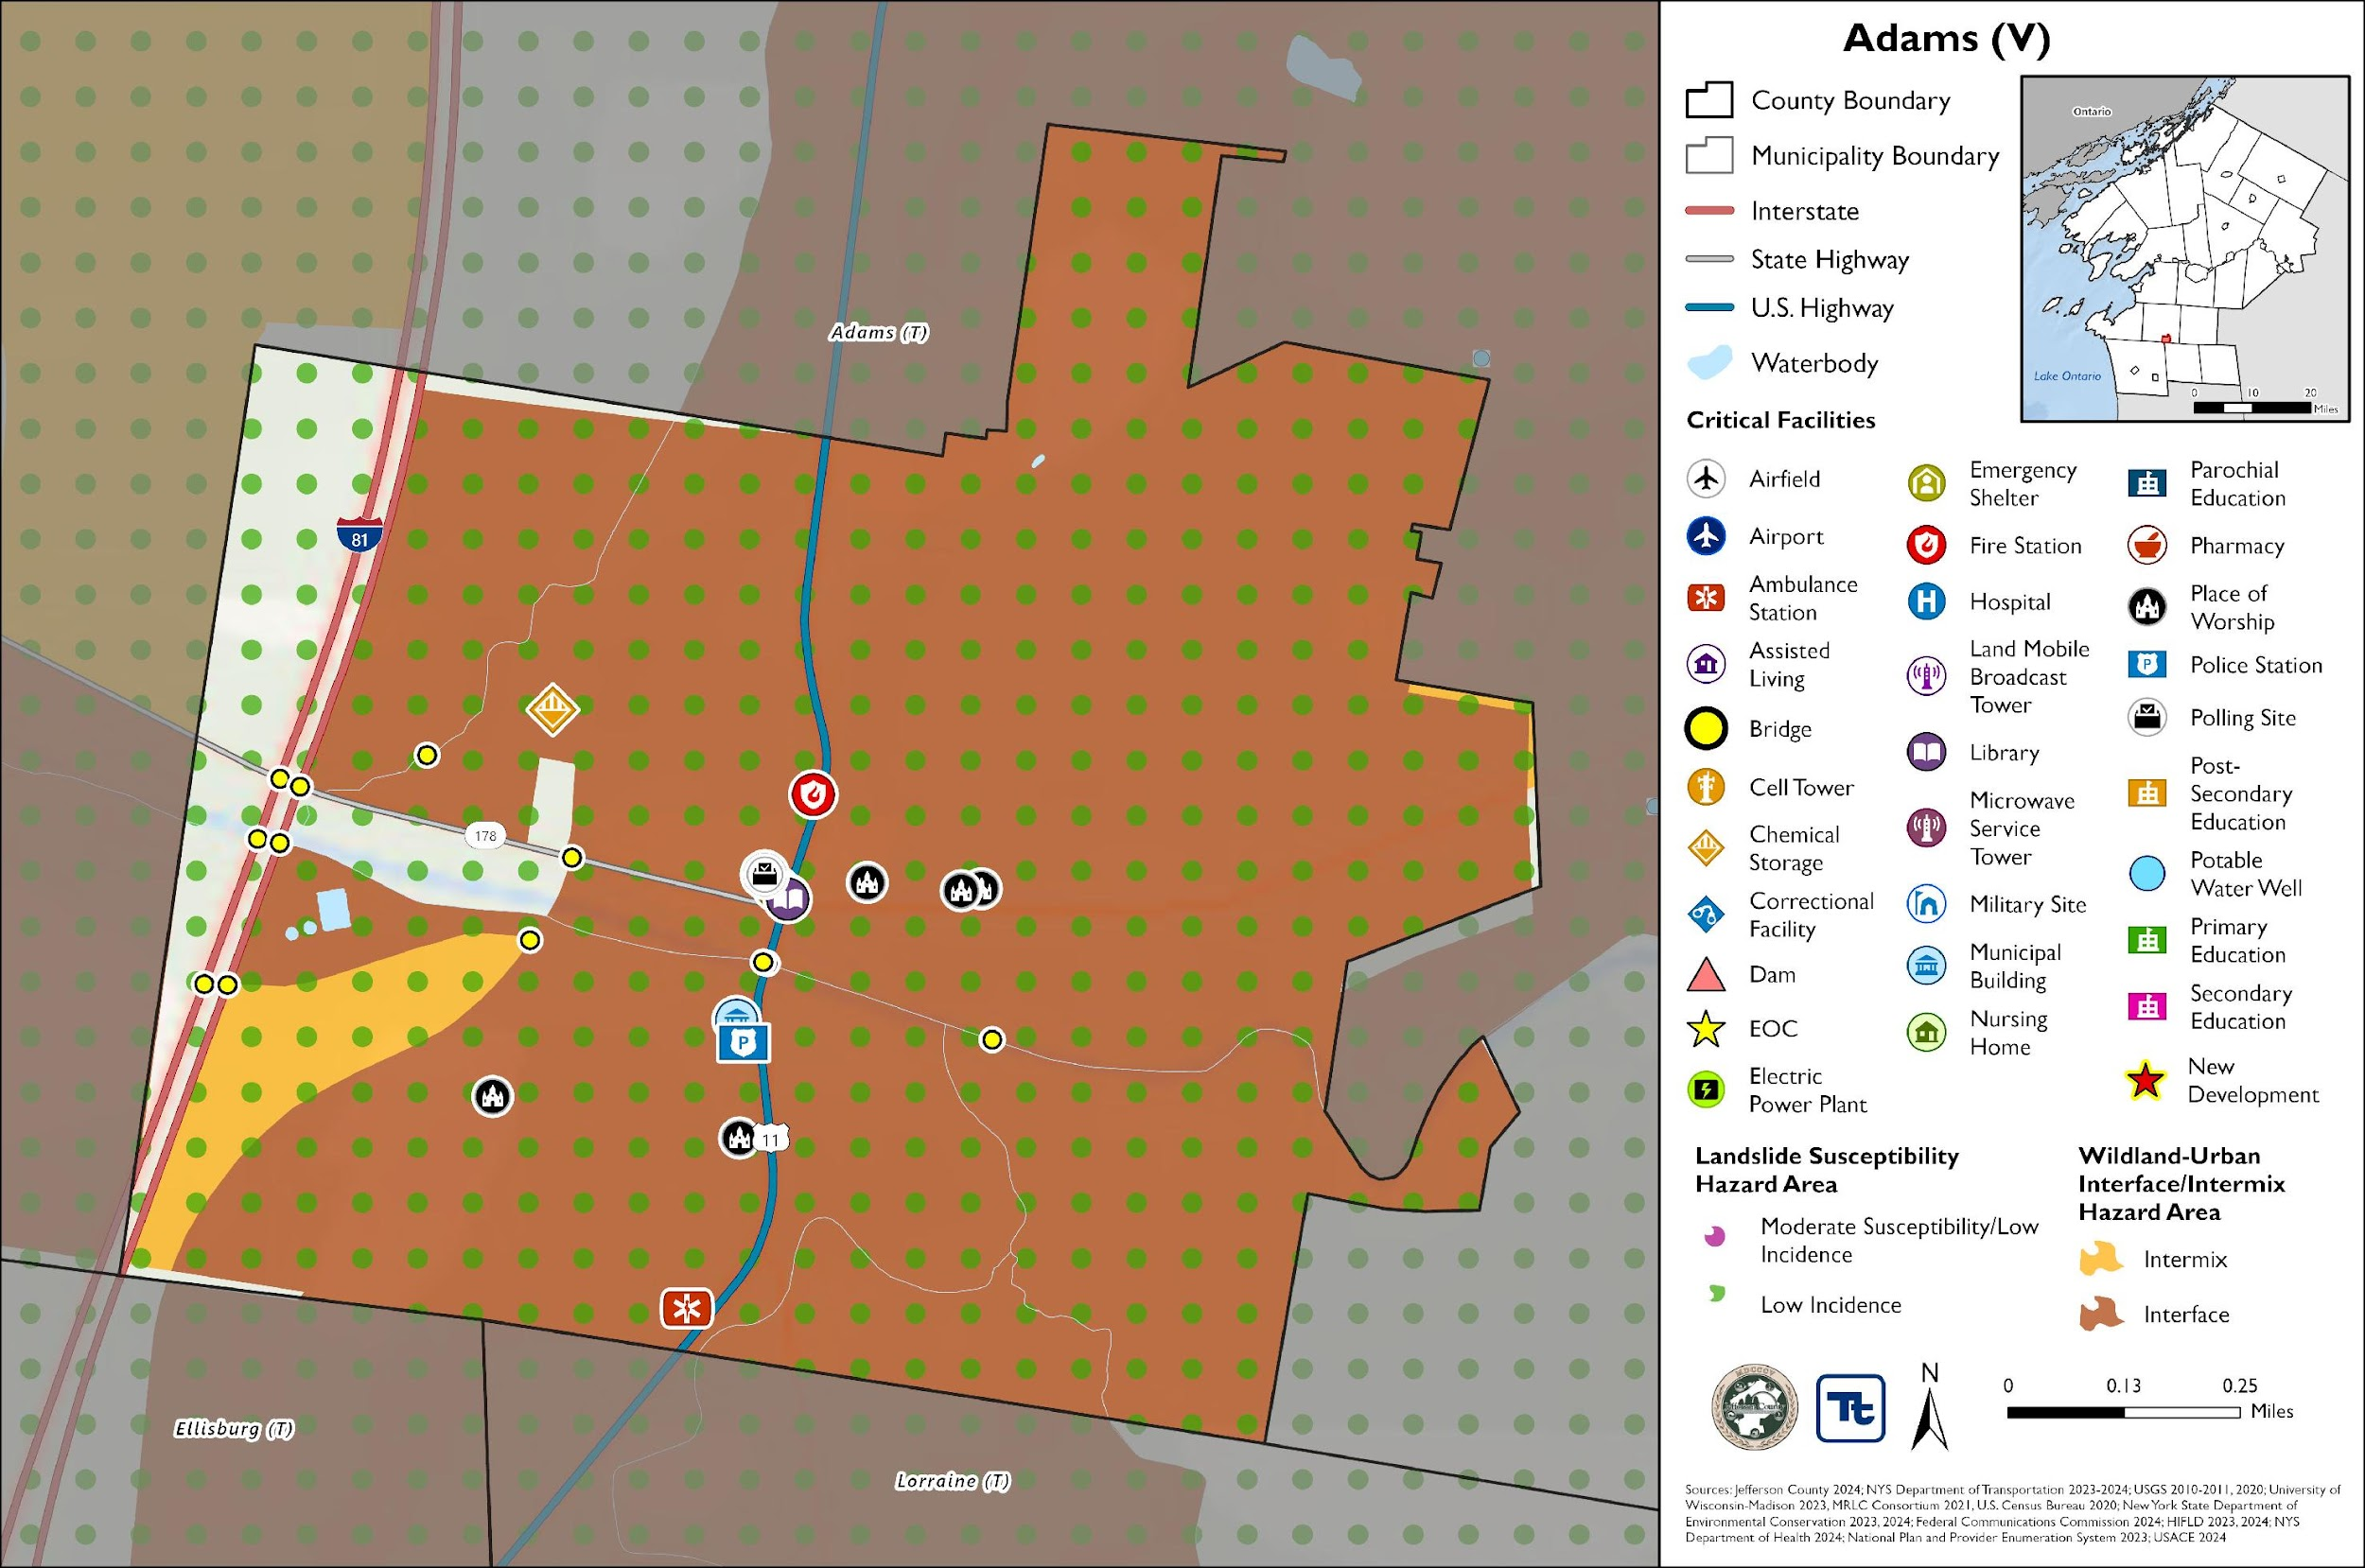 Adams (V)
County Boundary
Municipality Boundary
Interstate
State Highway
U.S. Highway
Waterbody
Ontario
Lake Ontario
0 10 20
Miles
Critical Facilities
Airfield
Airport
Ambulance
Station
Assisted
Living
Bridge
Cell Tower
Chemical
Storage
Correctional
Facility
Dam
EOC
Electric
Power Plant
Emergency
Shelter
Fire Station
H
Hospital
Land Mobile
Broadcast
Tower
Library
Microwave
Service
Tower
Military Site
Municipal
Building
Nursing
Home
Parochial
Education
Pharmacy
Place of
Worship
P
Police Station
Polling Site
Post-
Secondary
Education
Potable
Water Well
Primary
Education
Secondary
Education
New
Development
Landslide Susceptibility
Hazard Area
Moderate Susceptibility/Low
Incidence
Low Incidence
Wildland-Urban
Interface/Intermix
Hazard Area
Intermix
Interface
Tt
N
0 0.13 0.25
Miles
Sources: Jefferson County 2024; NYS Department of Transportation 2023-2024; USGS 2010-2011, 2020; University of
Wisconsin-Madison 2023, MRLC Consortium 2021, U.S. Census Bureau 2020; New York State Department of
Environmental Conservation 2023, 2024; Federal Communications Commission 2024; HIFLD 2023, 2024; NYS
Department of Health 2024; National Plan and Provider Enumeration System 2023; USACE 2024
Adams (T)
81
178
P
11
Ellisburg (T)
Lorraine (T)